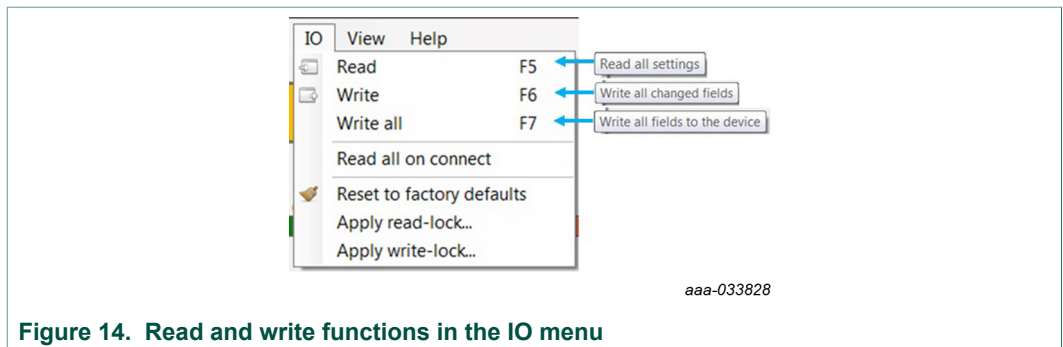 IO View Help
Read F5 Read all settings
Write F6 Write all changed fields
Write all F7 Write all fields to the device
Read all on connect
Reset to factory defaults
Apply read-lock...
Apply write-lock...
aaa-033828
Figure 14. Read and write functions in the IO menu